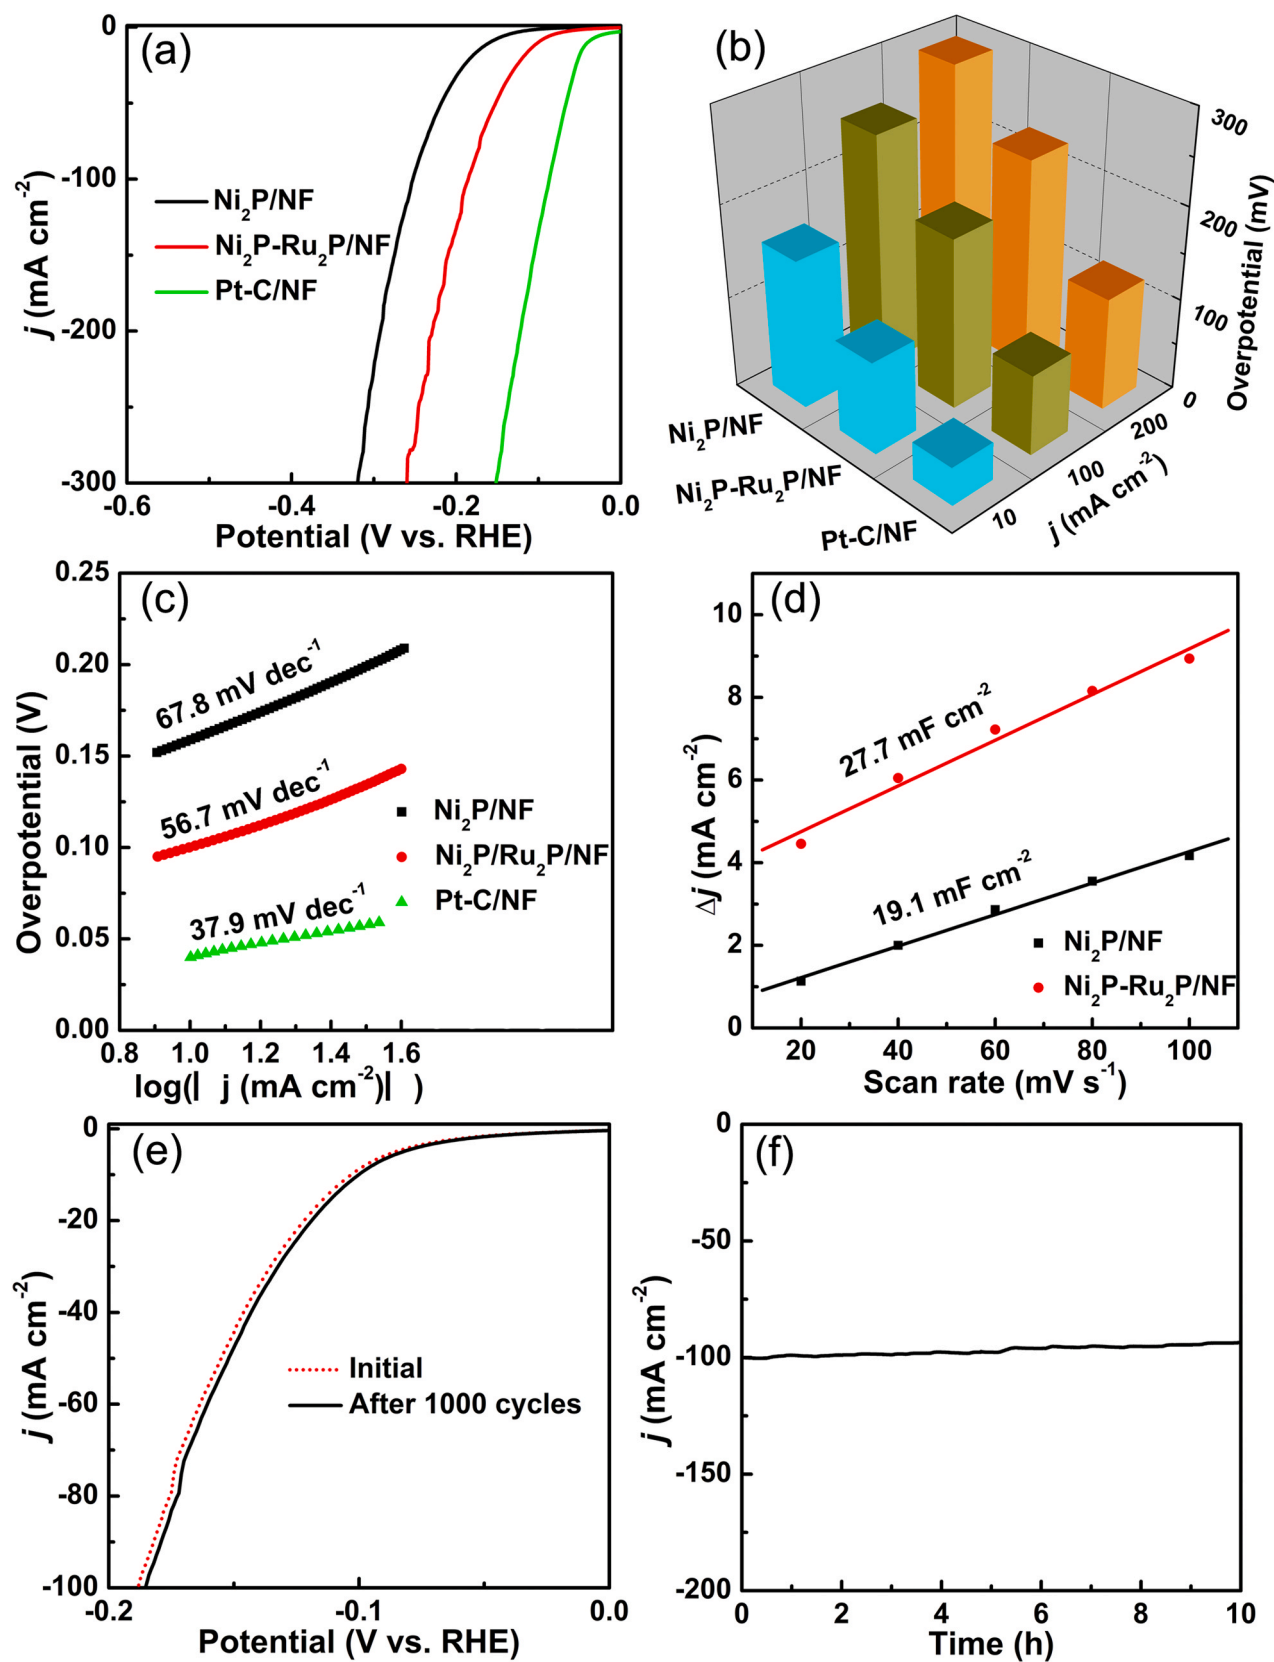 (a)
0
-100
-200
-300
j (mA cm⁻²)
Ni₂P/NF
Ni₂P-Ru₂P/NF
Pt-C/NF
-0.6
-0.4
-0.2
0.0
Potential (V vs. RHE)
(b)
300
200
100
0
Overpotential (mV)
Ni₂P/NF
Ni₂P-Ru₂P/NF
Pt-C/NF
10
100
200
j (mA cm⁻²)
(c)
0.25
0.20
0.15
0.10
0.05
0.00
Overpotential (V)
67.8 mV dec⁻¹
56.7 mV dec⁻¹
37.9 mV dec⁻¹
Ni₂P/NF
Ni₂P/Ru₂P/NF
Pt-C/NF
0.8
1.0
1.2
1.4
1.6
log(| j (mA cm⁻²)| )
(d)
10
8
6
4
2
0
Δj (mA cm⁻²)
27.7 mF cm⁻²
19.1 mF cm⁻²
Ni₂P/NF
Ni₂P-Ru₂P/NF
20
40
60
80
100
Scan rate (mV s⁻¹)
(e)
0
-20
-40
-60
-80
-100
j (mA cm⁻²)
Initial
After 1000 cycles
-0.2
-0.1
0.0
Potential (V vs. RHE)
(f)
0
-50
-100
-150
-200
j (mA cm⁻²)
0
2
4
6
8
10
Time (h)